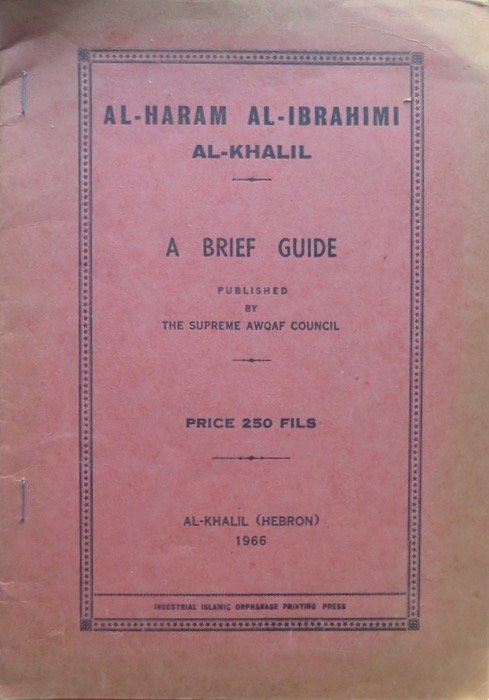 AL-HARAM AL-IBRAHIMI
AL-KHALIL
A BRIEF GUIDE
PUBLISHED
BY
THE SUPREME AWQAF COUNCIL
PRICE 250 FILS
AL-KHALIL (HEBRON)
1966
INDUSTRIAL ISLAMIC ORPHANAGE PRINTING PRESS